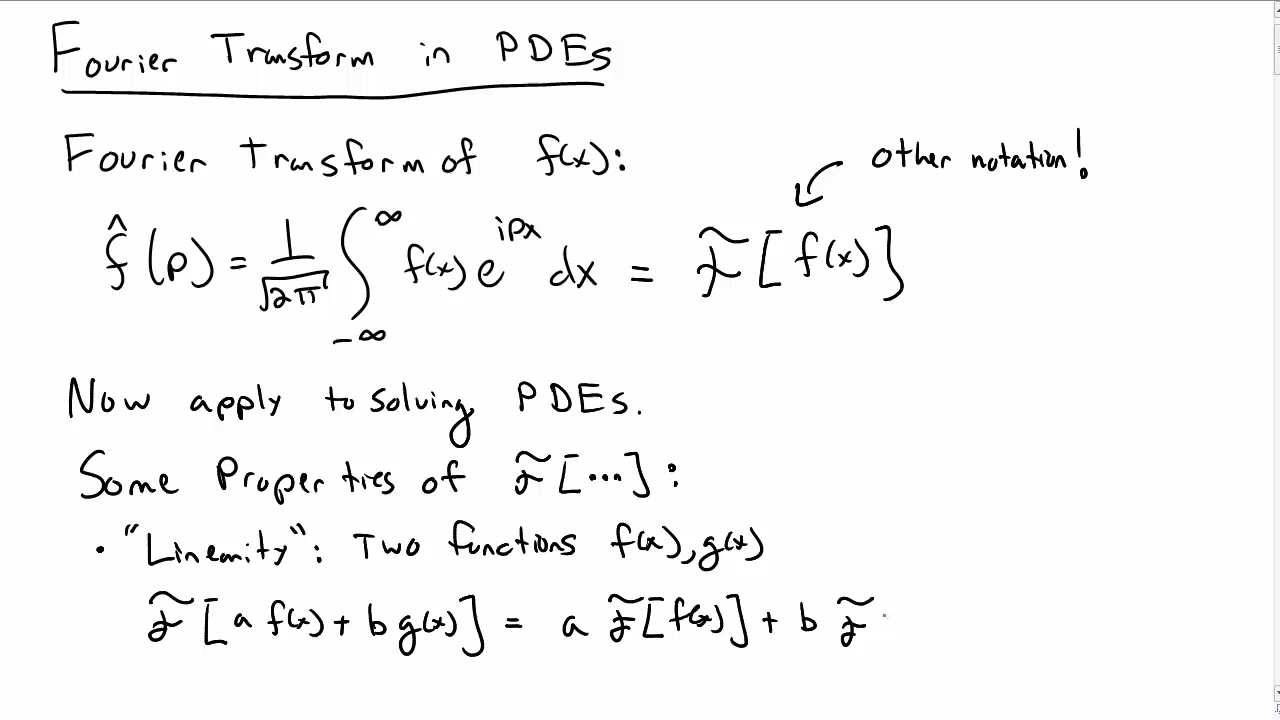 Fourier Transform in PDEs
Fourier Transform of f(x):
other notation!
f̂(p) = 1/√2π ∫_{-∞}^{∞} f(x) e^{ipx} dx = ℱ[f(x)]
Now apply to solving PDEs.
Some Properties of ℱ[...]:
• "Linearity": Two functions f(x), g(x)
ℱ[a f(x) + b g(x)] = a ℱ[f(x)] + b ℱ